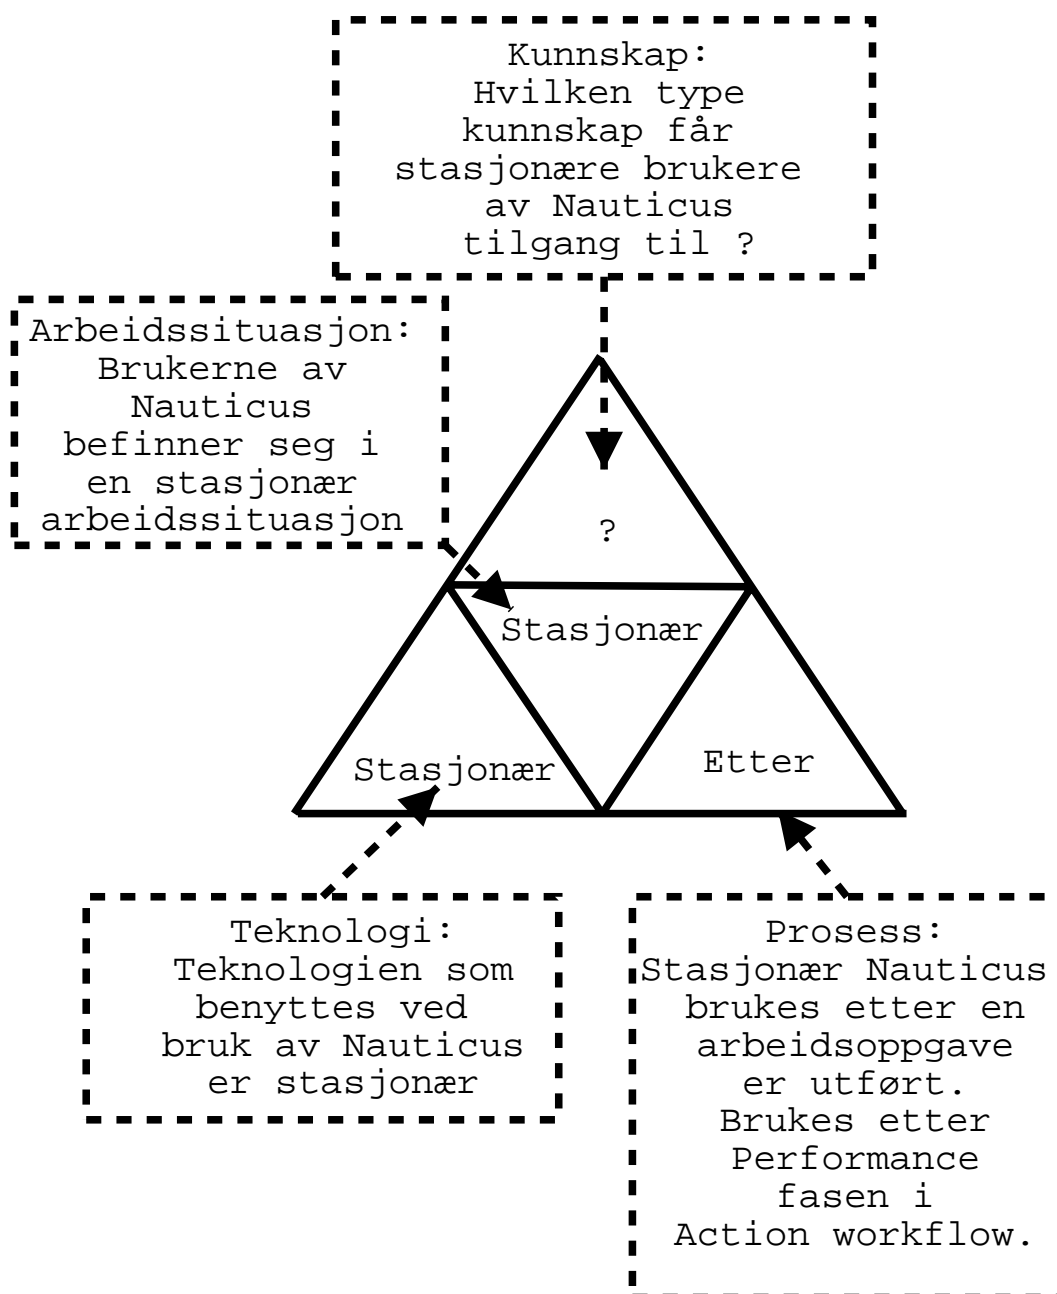 Kunnskap:
Hvilken type
kunnskap får
stasjonære brukere
av Nauticus
tilgang til ?
Arbeidssituasjon:
Brukerne av
Nauticus
befinner seg i
en stasjonær
arbeidssituasjon
?
Stasjonær
Stasjonær
Etter
Teknologi:
Teknologien som
benyttes ved
bruk av Nauticus
er stasjonær
Prosess:
Stasjonær Nauticus
brukes etter en
arbeidsoppgave
er utført.
Brukes etter
Performance
fasen i
Action workflow.